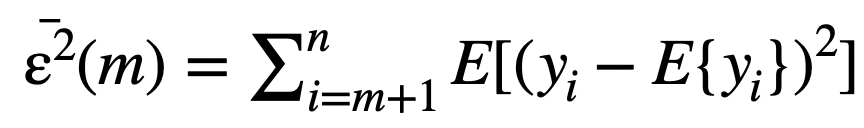 ε̄²(m) = ∑ⁿᵢ₌ₘ₊₁ E[(yᵢ − E{yᵢ})²]